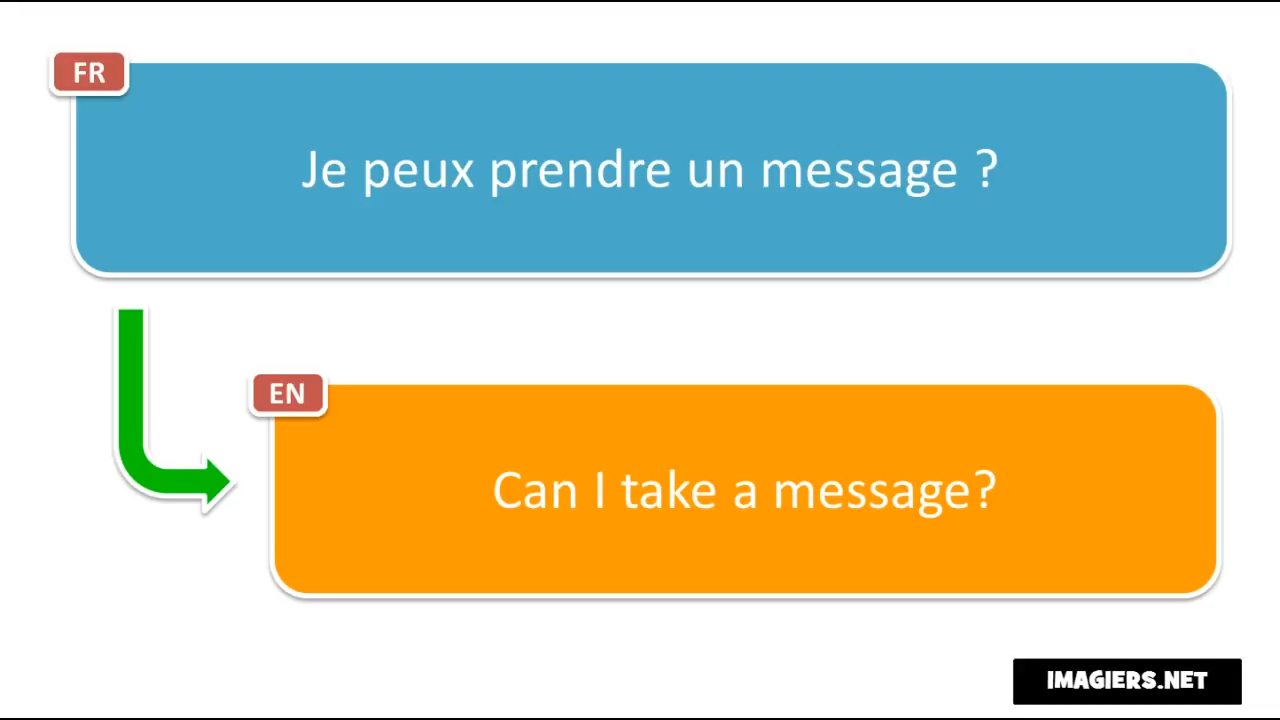 FR
Je peux prendre un message ?
EN
Can I take a message?
IMAGIERS.NET